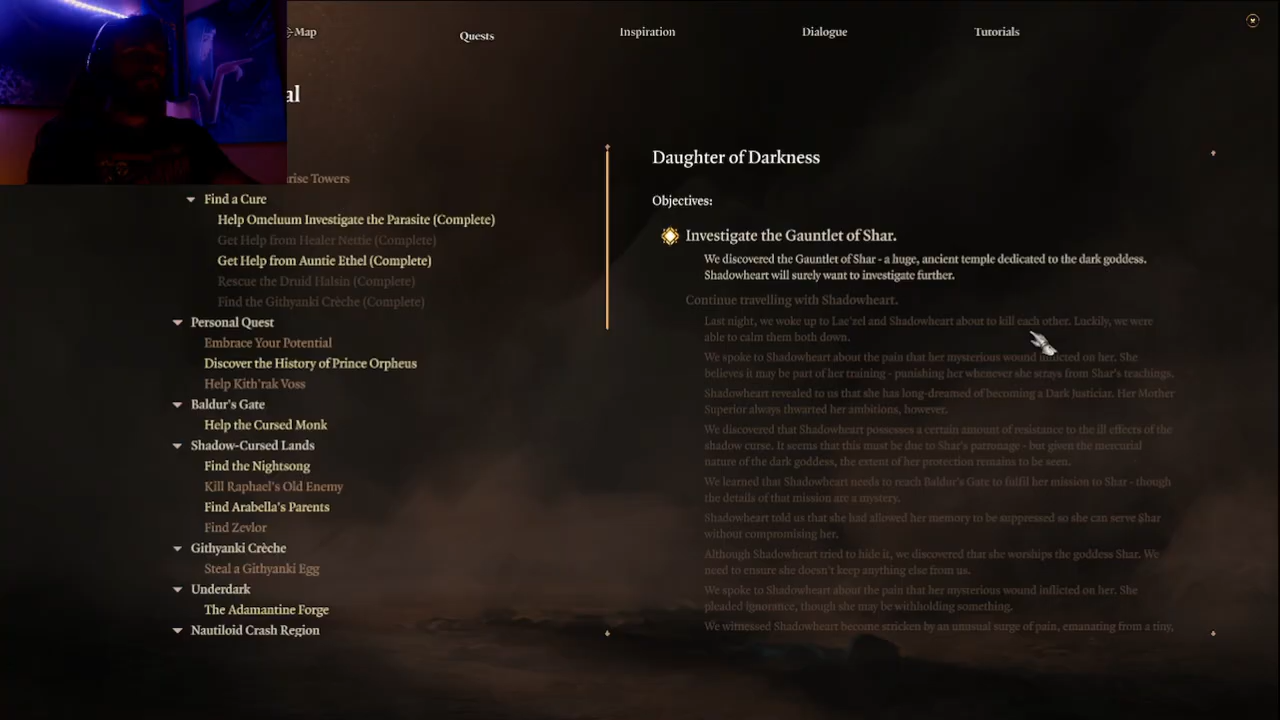 Map
Quests
Inspiration
Dialogue
Tutorials
al
rise Towers
Find a Cure
Help Omeluum Investigate the Parasite (Complete)
Get Help from Healer Nettie (Complete)
Get Help from Auntie Ethel (Complete)
Rescue the Druid Halsin (Complete)
Find the Githyanki Crèche (Complete)
Personal Quest
Embrace Your Potential
Discover the History of Prince Orpheus
Help Kith'rak Voss
Baldur's Gate
Help the Cursed Monk
Shadow-Cursed Lands
Find the Nightsong
Kill Raphael's Old Enemy
Find Arabella's Parents
Find Zevlor
Githyanki Crèche
Steal a Githyanki Egg
Underdark
The Adamantine Forge
Nautiloid Crash Region
Daughter of Darkness
Objectives:
Investigate the Gauntlet of Shar.
We discovered the Gauntlet of Shar - a huge, ancient temple dedicated to the dark goddess.
Shadowheart will surely want to investigate further.
Continue travelling with Shadowheart.
Last night, we woke up to Lae'zel and Shadowheart about to kill each other. Luckily, we were
able to calm them both down.
We spoke to Shadowheart about the pain that her mysterious wound inflicted on her. She
believes it may be part of her training - punishing her whenever she strays from Shar's teachings.
Shadowheart revealed to us that she has long-dreamed of becoming a Dark Justiciar. Her Mother
Superior always thwarted her ambitions, however.
We discovered that Shadowheart possesses a certain amount of resistance to the ill effects of the
shadow curse. It seems that this must be due to Shar's patronage - but given the mercurial
nature of the dark goddess, the extent of her protection remains to be seen.
We learned that Shadowheart needs to reach Baldur's Gate to fulfil her mission to Shar - though
the details of that mission are a mystery.
Shadowheart told us that she had allowed her memory to be suppressed so she can serve Shar
without compromising her.
Although Shadowheart tried to hide it, we discovered that she worships the goddess Shar. We
need to ensure she doesn't keep anything else from us.
We spoke to Shadowheart about the pain that her mysterious wound inflicted on her. She
pleaded ignorance, though she may be withholding something.
We witnessed Shadowheart become stricken by an unusual surge of pain, emanating from a tiny,